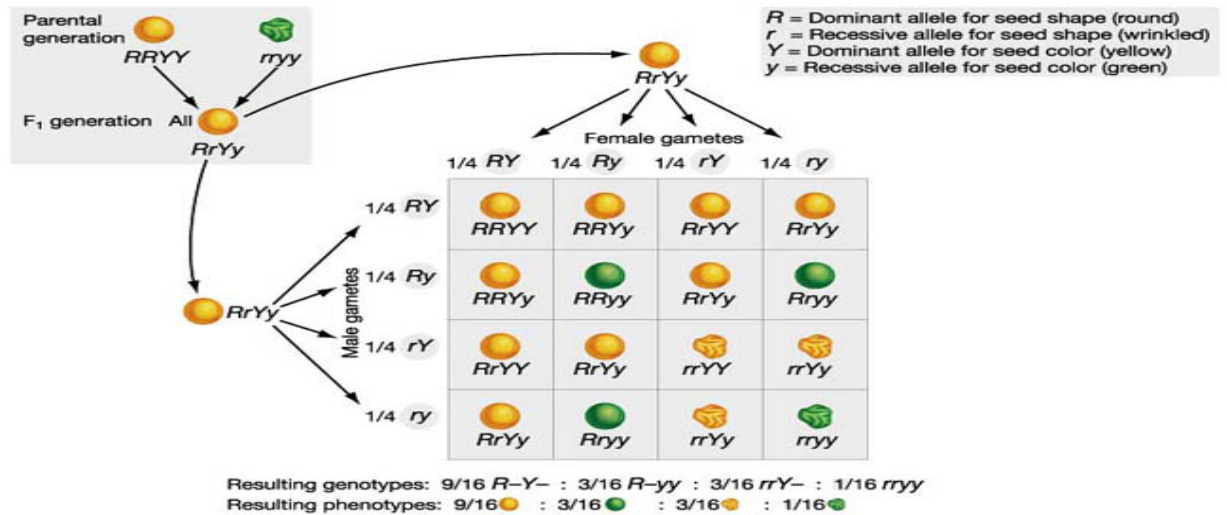 Parental
generation
RRYY
rryy
F1 generation All
RrYy
RrYy
R = Dominant allele for seed shape (round)
r = Recessive allele for seed shape (wrinkled)
Y = Dominant allele for seed color (yellow)
y = Recessive allele for seed color (green)
Female gametes
1/4 RY 1/4 Ry 1/4 rY 1/4 ry
1/4 RY
RRYY RRYy RrYY RrYy
Male gametes
1/4 Ry
RRYy RRyy RrYy Rryy
RrYy
1/4 rY
RrYY RrYy rrYY rrYy
1/4 ry
RrYy Rryy rrYy rryy
Resulting genotypes: 9/16 R–Y– : 3/16 R–yy : 3/16 rrY– : 1/16 rryy
Resulting phenotypes: 9/16 : 3/16 : 3/16 : 1/16